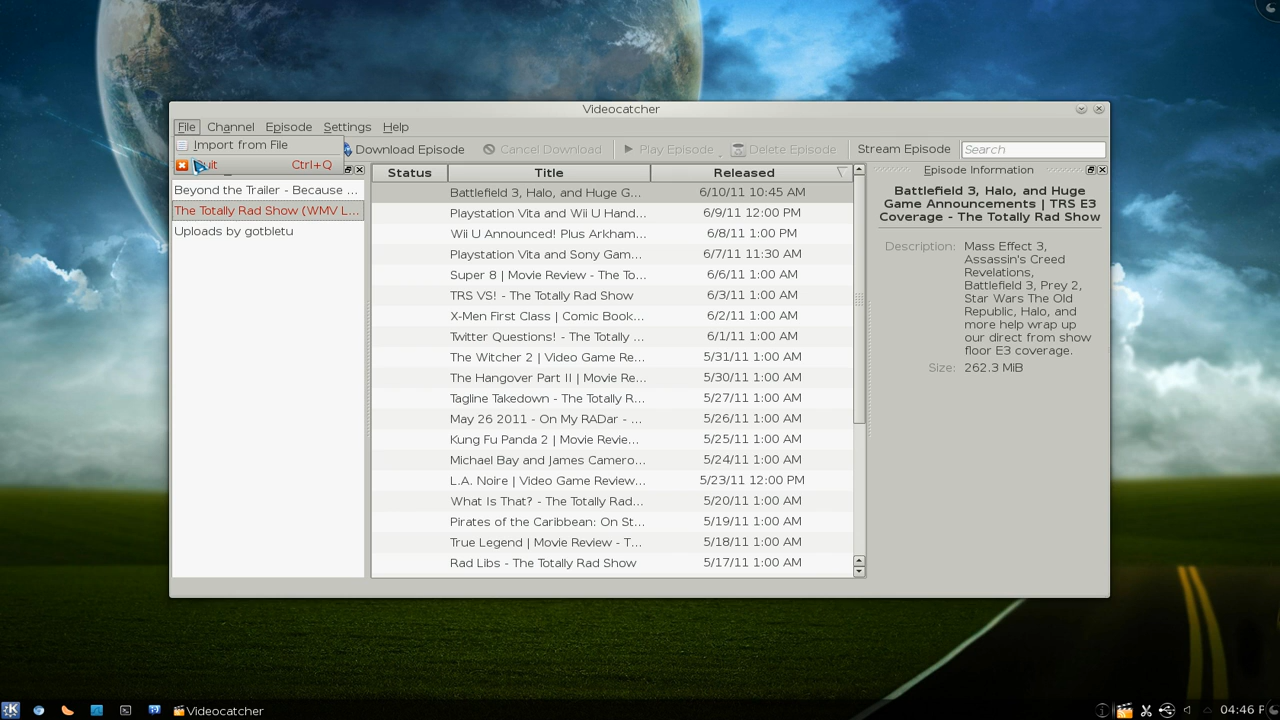 Videocatcher
File Channel Episode Settings Help
Import from File
Quit Ctrl+Q
Download Episode Cancel Download Play Episode Delete Episode Stream Episode Search
Beyond the Trailer - Because ...
The Totally Rad Show (WMV L...
Uploads by gotbletu
Status Title Released
Battlefield 3, Halo, and Huge G... 6/10/11 10:45 AM
Playstation Vita and Wii U Hand... 6/9/11 12:00 PM
Wii U Announced! Plus Arkham... 6/8/11 1:00 PM
Playstation Vita and Sony Gam... 6/7/11 11:30 AM
Super 8 | Movie Review - The To... 6/6/11 1:00 AM
TRS VS! - The Totally Rad Show 6/3/11 1:00 AM
X-Men First Class | Comic Book... 6/2/11 1:00 AM
Twitter Questions! - The Totally ... 6/1/11 1:00 AM
The Witcher 2 | Video Game Re... 5/31/11 1:00 AM
The Hangover Part II | Movie Re... 5/30/11 1:00 AM
Tagline Takedown - The Totally R... 5/27/11 1:00 AM
May 26 2011 - On My RADar - ... 5/26/11 1:00 AM
Kung Fu Panda 2 | Movie Revie... 5/25/11 1:00 AM
Michael Bay and James Camero... 5/24/11 1:00 AM
L.A. Noire | Video Game Review... 5/23/11 12:00 PM
What Is That? - The Totally Rad... 5/20/11 1:00 AM
Pirates of the Caribbean: On St... 5/19/11 1:00 AM
True Legend | Movie Review - T... 5/18/11 1:00 AM
Rad Libs - The Totally Rad Show 5/17/11 1:00 AM
Episode Information
Battlefield 3, Halo, and Huge
Game Announcements | TRS E3
Coverage - The Totally Rad Show
Description: Mass Effect 3,
Assassin's Creed
Revelations,
Battlefield 3, Prey 2,
Star Wars The Old
Republic, Halo, and
more help wrap up
our direct from show
floor E3 coverage.
Size: 262.3 MiB
Videocatcher
04:46 P